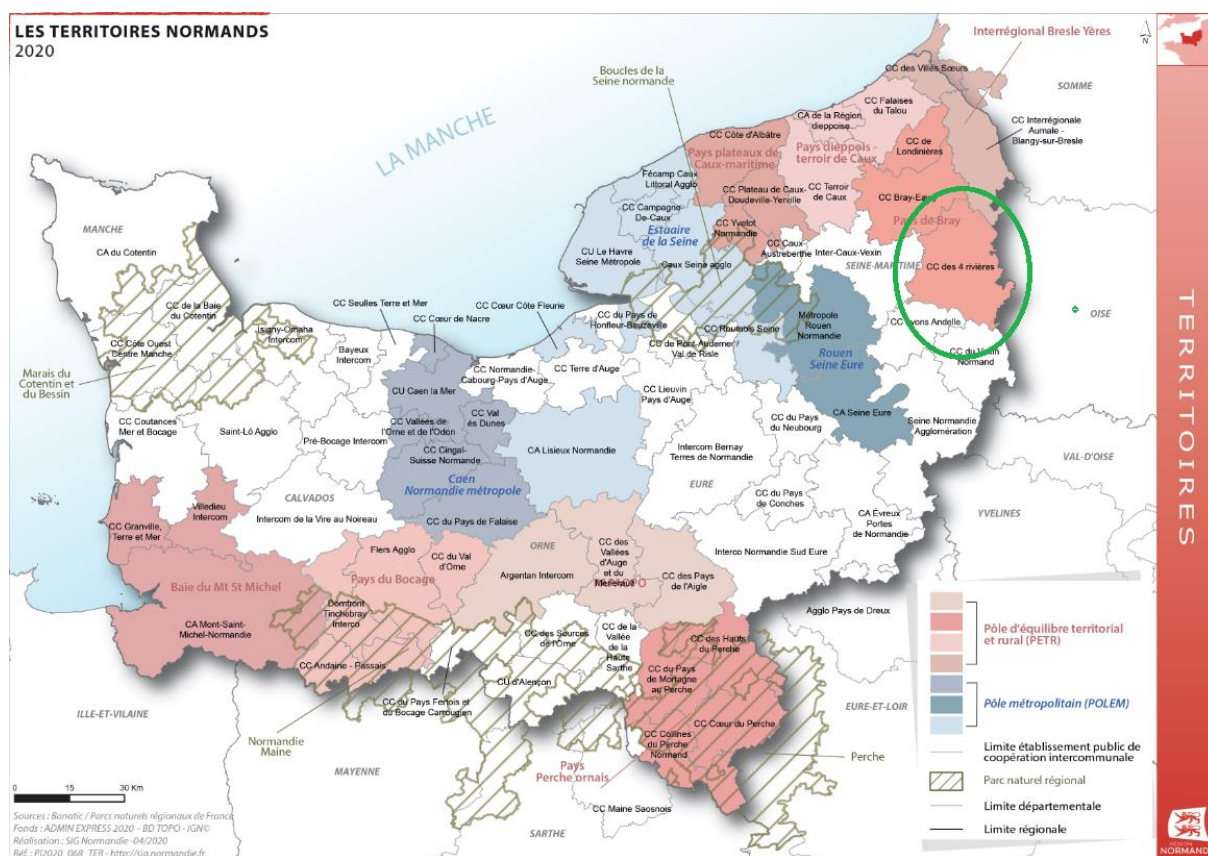 LES TERRITOIRES NORMANDS
2020
LA MANCHE
Interrégional Bresle Yères
N
CC des Villes Sœurs
SOMME
Boucles de la
Seine normande
CC Falaises
du Talou
CA de la Région
dieppoise
CC Interrégionale
Aumale -
Blangy-sur-Bresle
CC Côte d'Albâtre
Pays plateaux de
Caux-maritime
Pays dieppois -
terroir de Caux
CC de
Londinières
Fécamp Caux
Littoral Agglo
CC Plateau de Caux-
Doudeville-Yerville
CC Terroir
de Caux
CC Bray-Eawy
Pays de Bray
CC Campagne-
De-Caux
Estuaire
de la Seine
CC Yvetot
Normandie
MANCHE
CA du Cotentin
CU Le Havre
Seine Métropole
CC Caux
Austreberthe
Inter-Caux-Vexin
SEINE-MARITIME
CC des 4 rivières
Caux Seine agglo
CC de la Baie
du Cotentin
CC Seulles Terre et Mer
CC Cœur Côte Fleurie
CC Cœur de Nacre
CC du Pays de
Honfleur-Beuzeville
CC Roumois Seine
Métropole
Rouen
Normandie
OISE
Isigny-Omaha
Intercom
CC Côte Ouest
Centre Manche
Bayeux
Intercom
CC de Pont-Audemer /
Val de Risle
Rouen
Seine Eure
CC Lyons Andelle
CC du Vexin
Normand
Marais du
Cotentin et
du Bessin
CC Normandie-
Cabourg-Pays d'Auge
CC Terre d'Auge
CU Caen la Mer
CC Lieuvin
Pays d'Auge
CC Coutances
Mer et Bocage
Saint-Lô Agglo
Pré-Bocage Intercom
CC Vallées de
l'Orne et de l'Odon
CC Val
ès Dunes
CC du Pays
du Neubourg
CA Seine Eure
Seine Normandie
Agglomération
CC Cingal-
Suisse Normande
CA Lisieux Normandie
Intercom Bernay
Terres de Normandie
VAL-D'OISE
CALVADOS
Caen
Normandie métropole
EURE
CC du Pays
de Conches
YVELINES
Villedieu
Intercom
CC Granville,
Terre et Mer
Intercom de la Vire au Noireau
CC du Pays de Falaise
CA Évreux
Portes
de Normandie
Interco Normandie Sud Eure
Flers Agglo
CC du Val
d'Orne
ORNE
CC des
Vallées
d'Auge
et du
Merlerault
Pays du Bocage
Argentan Intercom
CC des Pays
de l'Aigle
Baie du Mt St Michel
Domfront
Tinchebray
Interco
Agglo Pays de Dreux
CA Mont-Saint-
Michel-Normandie
CC des Sources
de l'Orne
CC de la
Vallée
de la
Haute
Sarthe
CC des Hauts
du Perche
CC Andaine - Passais
CC du Pays
de Mortagne
au Perche
CU d'Alençon
CC du Pays Fertois et
du Bocage Carrougien
ILLE-ET-VILAINE
EURE-ET-LOIR
CC Cœur du Perche
Normandie
Maine
CC Collines
du Perche
Normand
Perche
Pays
Perche ornais
MAYENNE
CC Maine Saosnois
SARTHE
0 15 30 Km
Sources : Banatic / Parcs naturels régionaux de France
Fonds : ADMIN EXPRESS 2020 - BD TOPO - IGN©
Réalisation : SIG Normandie -04/2020
Réf. : PJ2020_068_TER - http://sig.normandie.fr
Pôle d'équilibre territorial
et rural (PETR)
Pôle métropolitain (POLEM)
Limite établissement public de
coopération intercommunale
Parc naturel régional
Limite départementale
Limite régionale
TERRITOIRES
RÉGION